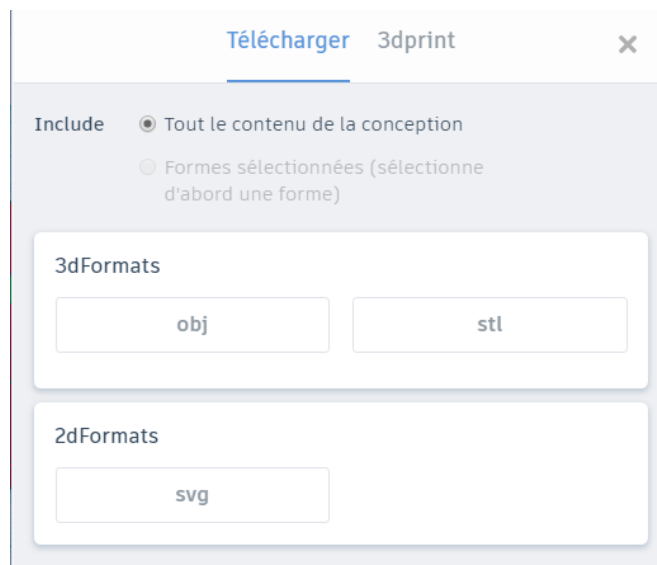 Télécharger 3dprint
Include Tout le contenu de la conception
Formes sélectionnées (sélectionne
d'abord une forme)
3dFormats
obj stl
2dFormats
svg